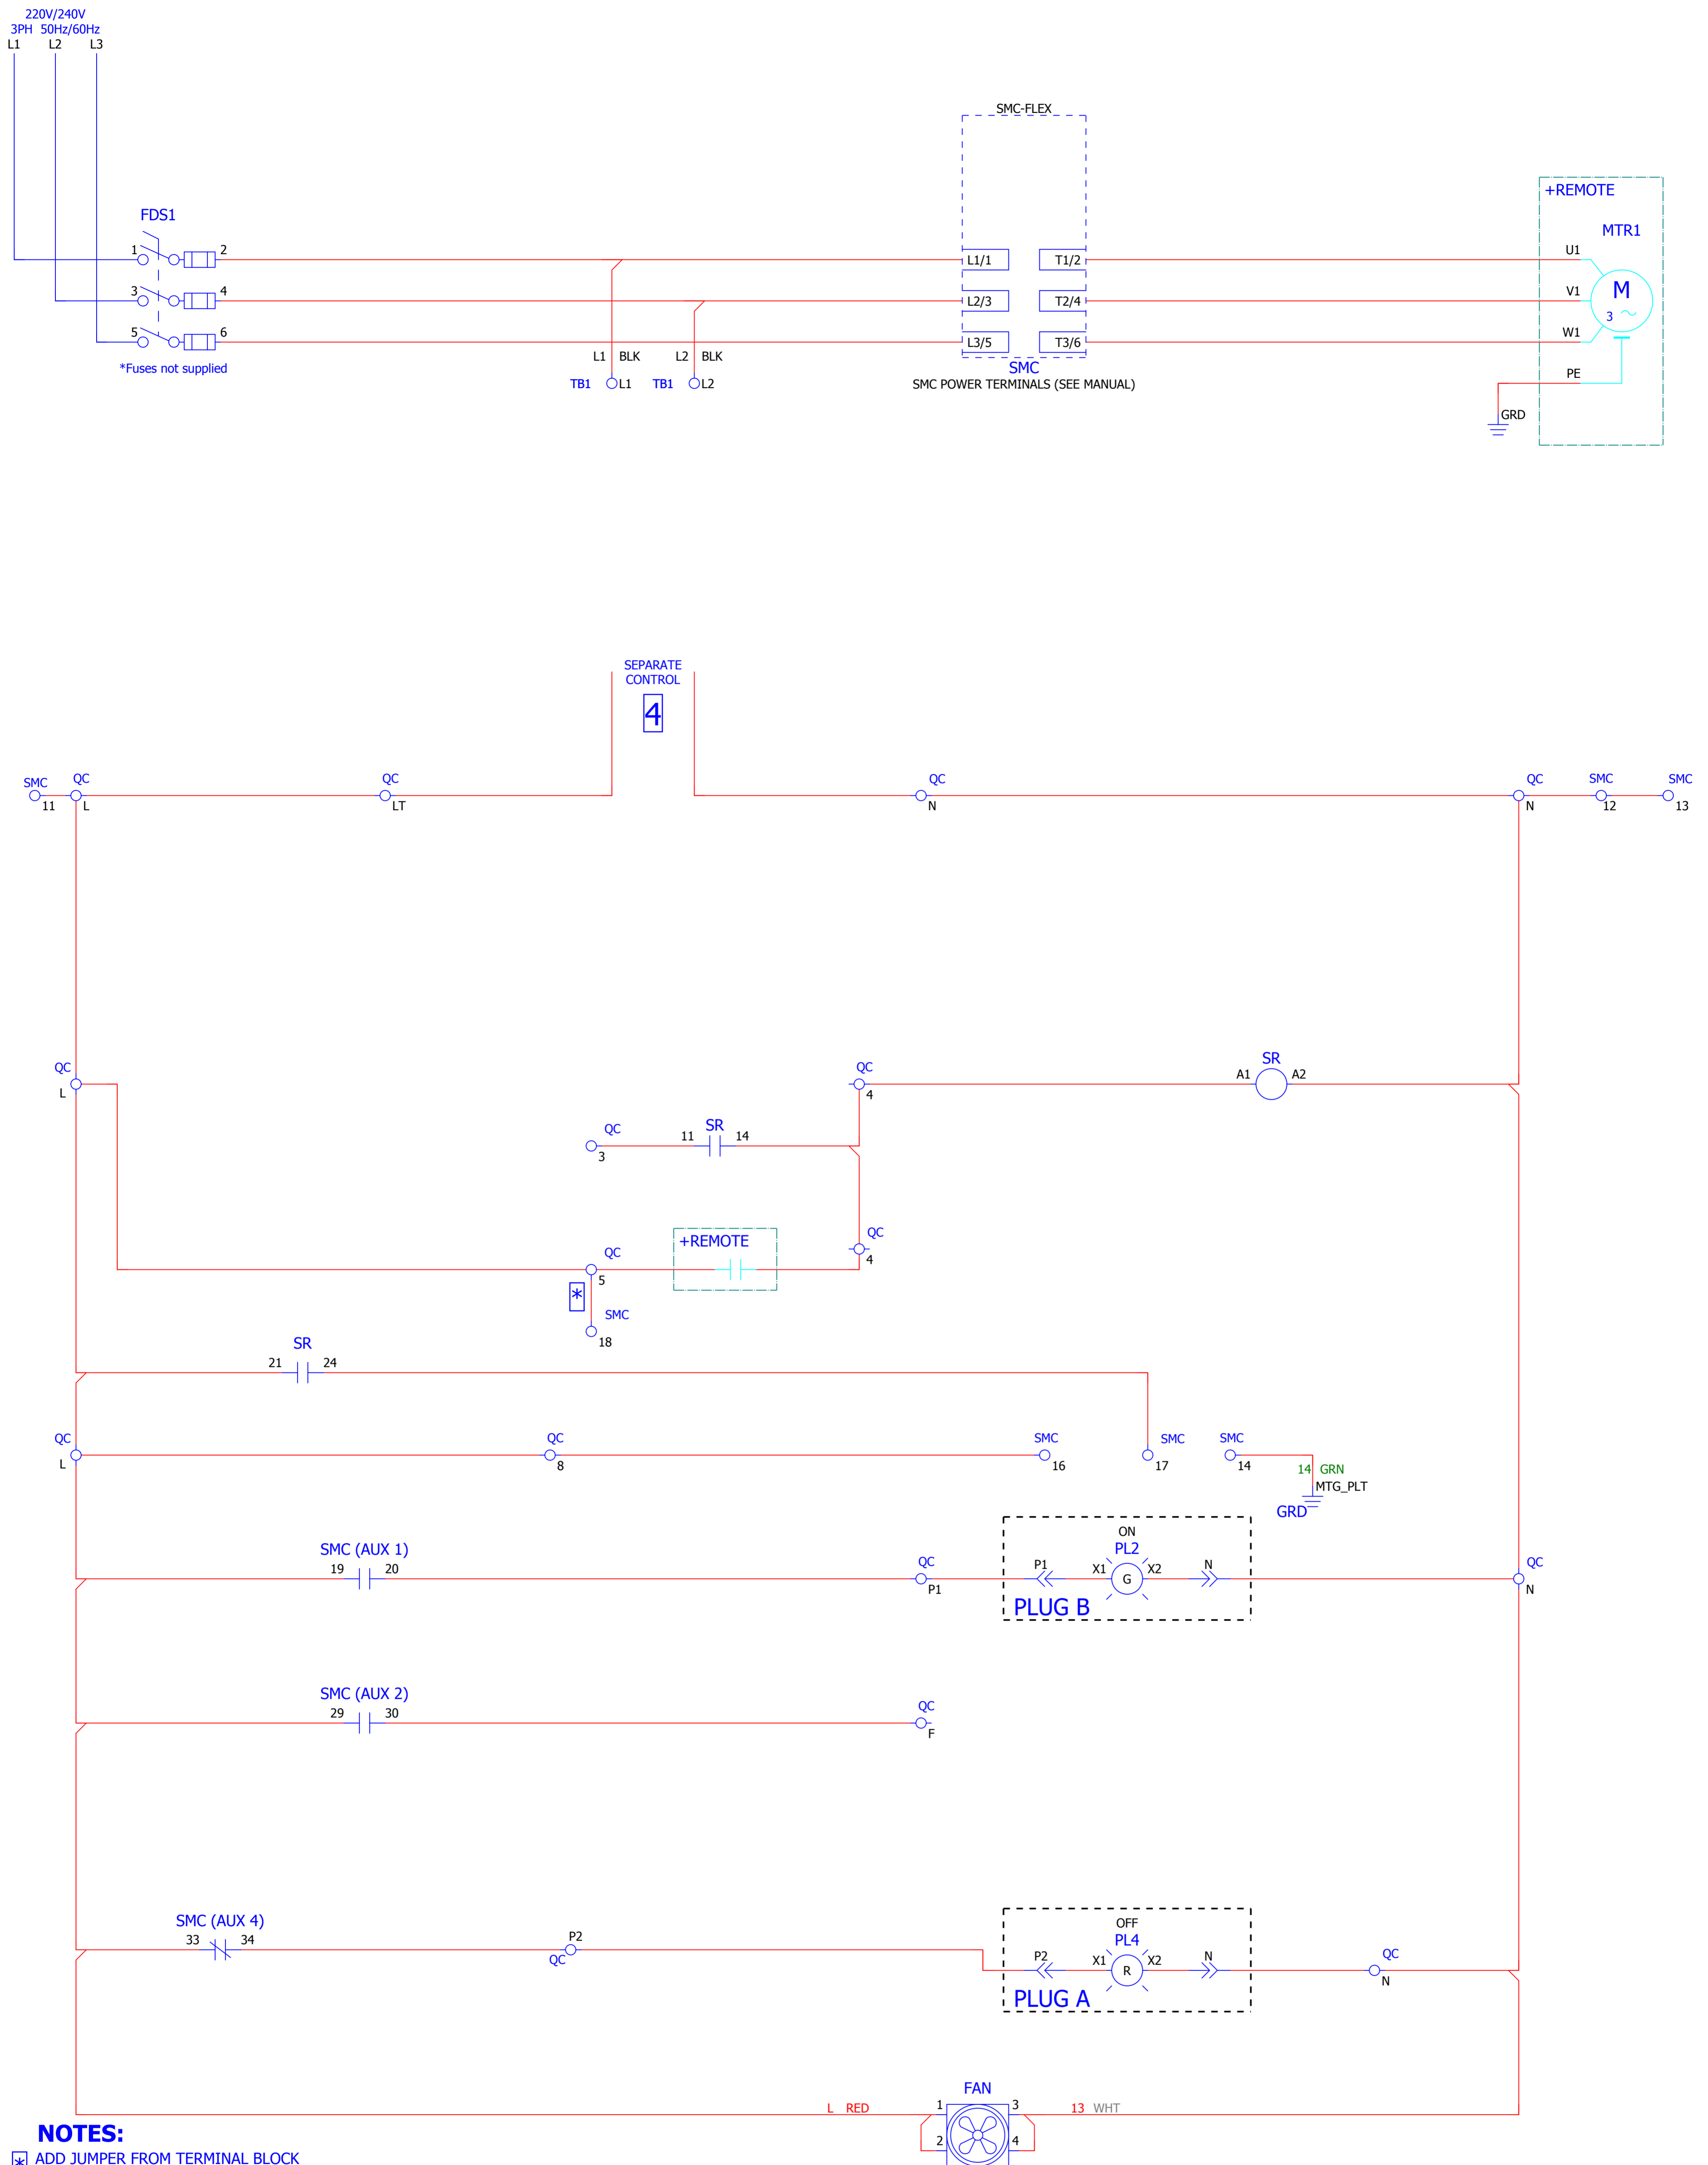 220V/240V
3PH 50Hz/60Hz
L1 L2 L3
SMC-FLEX
+REMOTE
MTR1
FDS1
1 2 L1/1 T1/2 U1
3 4 L2/3 T2/4 V1 M
3
5 6 L3/5 T3/6 W1
*Fuses not supplied
L1 BLK L2 BLK
SMC
TB1 L1 TB1 L2
SMC POWER TERMINALS (SEE MANUAL)
PE
GRD
SEPARATE
CONTROL
4
SMC QC QC QC QC SMC SMC
11 L LT N N 12 13
QC QC SR
L 4 A1 A2
QC SR
3 11 14
QC +REMOTE QC
5 4
*
SMC
18
SR
21 24
QC QC SMC SMC SMC
L 8 16 17 14
14 GRN
MTG_PLT
GRD
SMC (AUX 1)
19 20
QC
P1
ON
PL2
P1 X1 G X2 N
PLUG B
QC
N
SMC (AUX 2)
29 30
QC
F
SMC (AUX 4)
33 34
P2
QC
OFF
PL4
P2 X1 R X2 N
PLUG A
QC
N
FAN
L RED 1 3 13 WHT
2 4
NOTES:
* ADD JUMPER FROM TERMINAL BLOCK